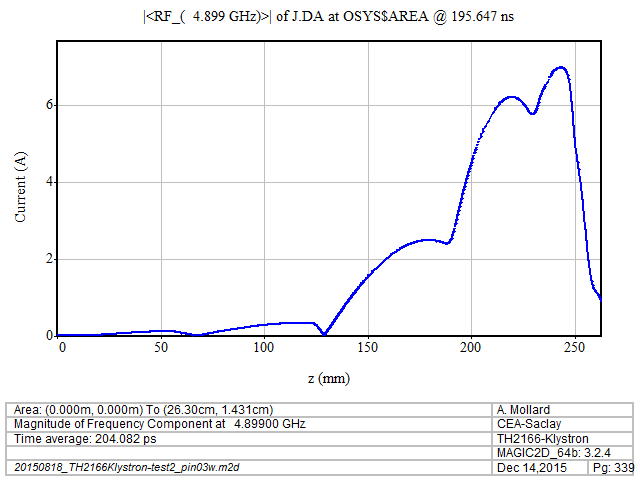 |<RF_( 4.899 GHz)>| of J.DA at OSYS$AREA @ 195.647 ns
Current (A)
6
4
2
0
0 50 100 150 200 250
z (mm)
Area: (0.000m, 0.000m) To (26.30cm, 1.431cm) A. Mollard
Magnitude of Frequency Component at 4.89900 GHz CEA-Saclay
Time average: 204.082 ps TH2166-Klystron
MAGIC2D_64b: 3.2.4
20150818_TH2166Klystron-test2_pin03w.m2d Dec 14,2015 Pg: 339